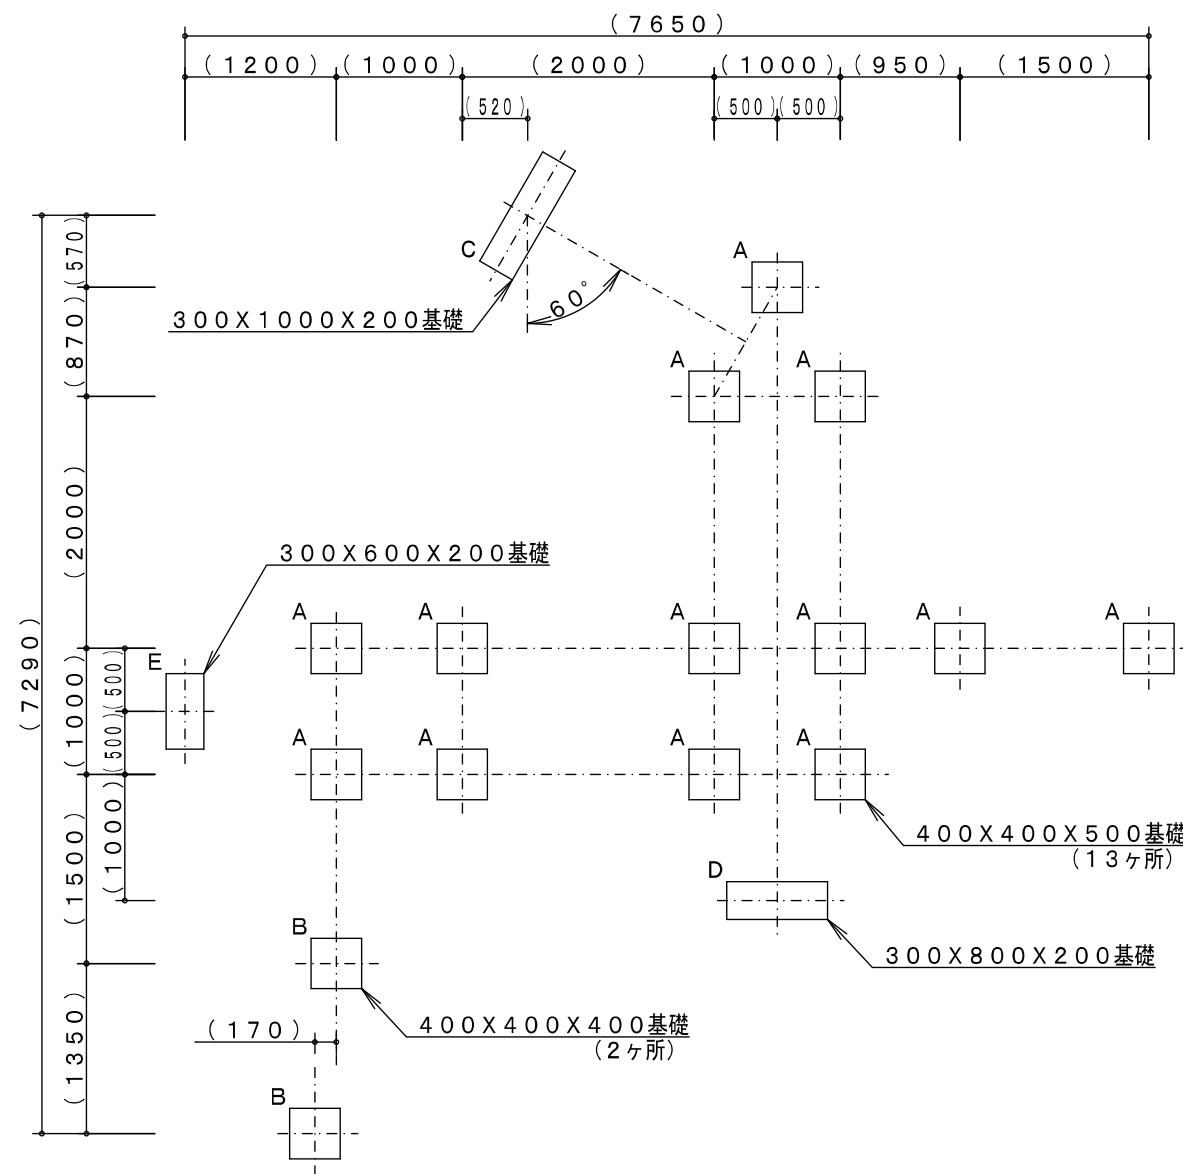 (7650)
(1200) (1000) (2000) (1000) (950) (1500)
(520) (500) (500)
(570)
C
A
(870)
300X1000X200基礎
60°
A A
(2000)
300X600X200基礎
A A A A A A
(7290)
E
(1000)
(500)
(500)
A A A A
(1500)
(1000)
400X400X500基礎
(13ヶ所)
D
B
300X800X200基礎
(1350)
(170)
400X400X400基礎
(2ヶ所)
B